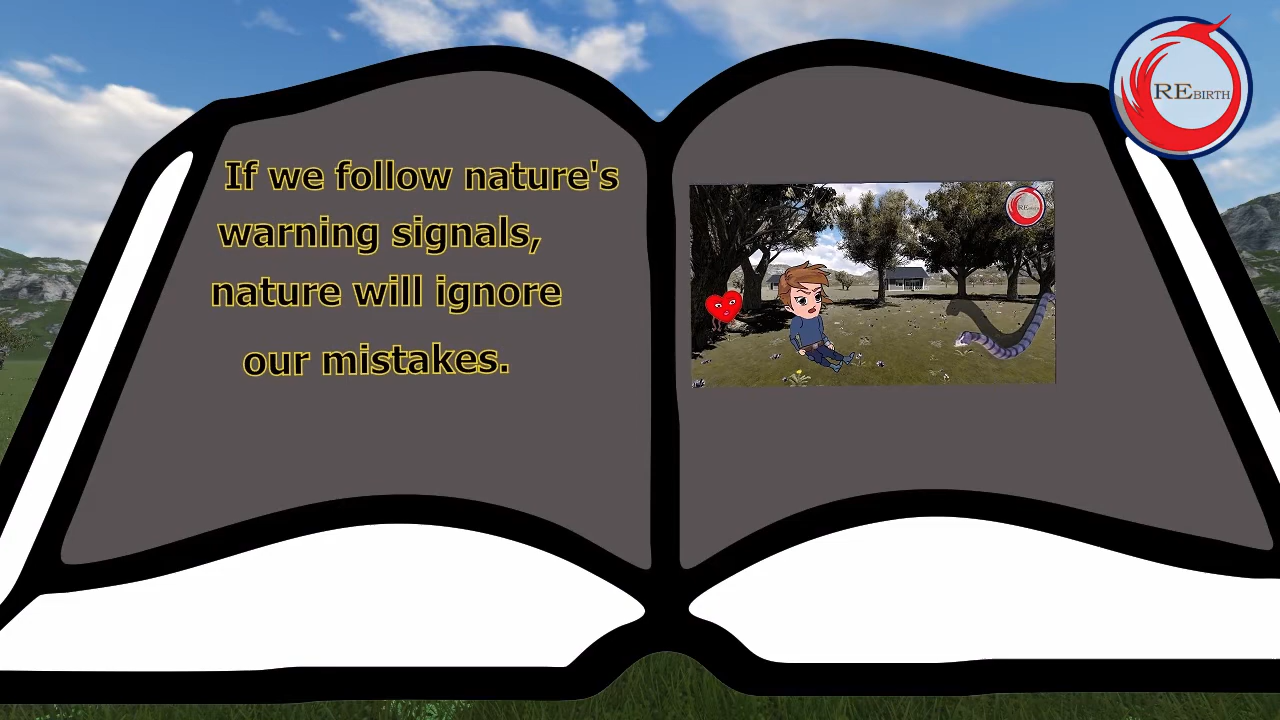 If we follow nature's
warning signals,
nature will ignore
our mistakes.
REBIRTH